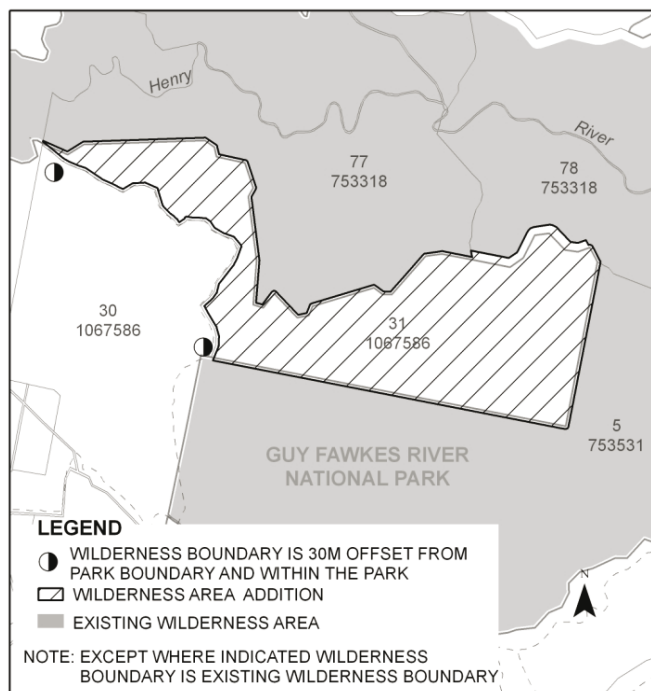 Henry
River
77
753318
78
753318
30
1067586
31
1067586
5
753531
GUY FAWKES RIVER
NATIONAL PARK
LEGEND
WILDERNESS BOUNDARY IS 30M OFFSET FROM
PARK BOUNDARY AND WITHIN THE PARK
WILDERNESS AREA ADDITION
EXISTING WILDERNESS AREA
N
NOTE: EXCEPT WHERE INDICATED WILDERNESS
BOUNDARY IS EXISTING WILDERNESS BOUNDARY